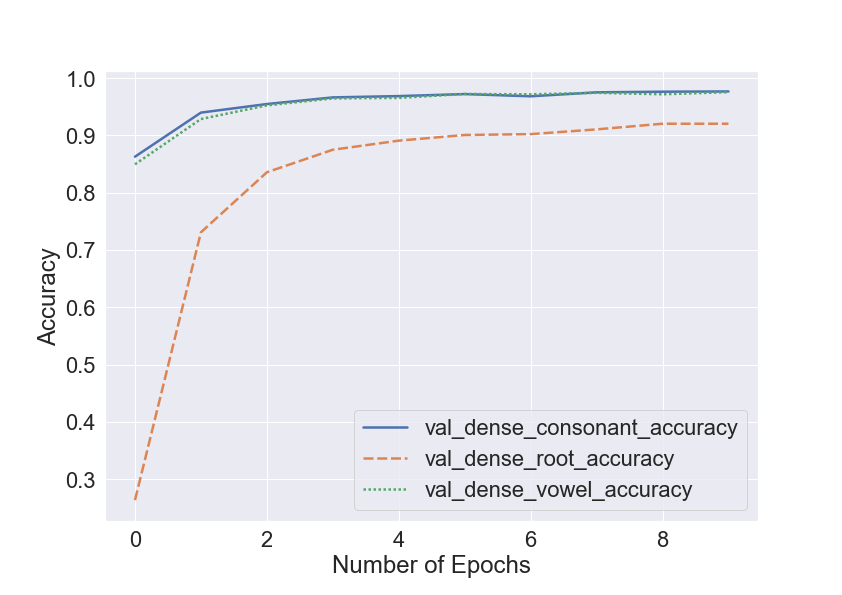 1.0
0.9
0.8
0.7
0.6
0.5
0.4
0.3
Accuracy
val_dense_consonant_accuracy
val_dense_root_accuracy
val_dense_vowel_accuracy
0 2 4 6 8
Number of Epochs